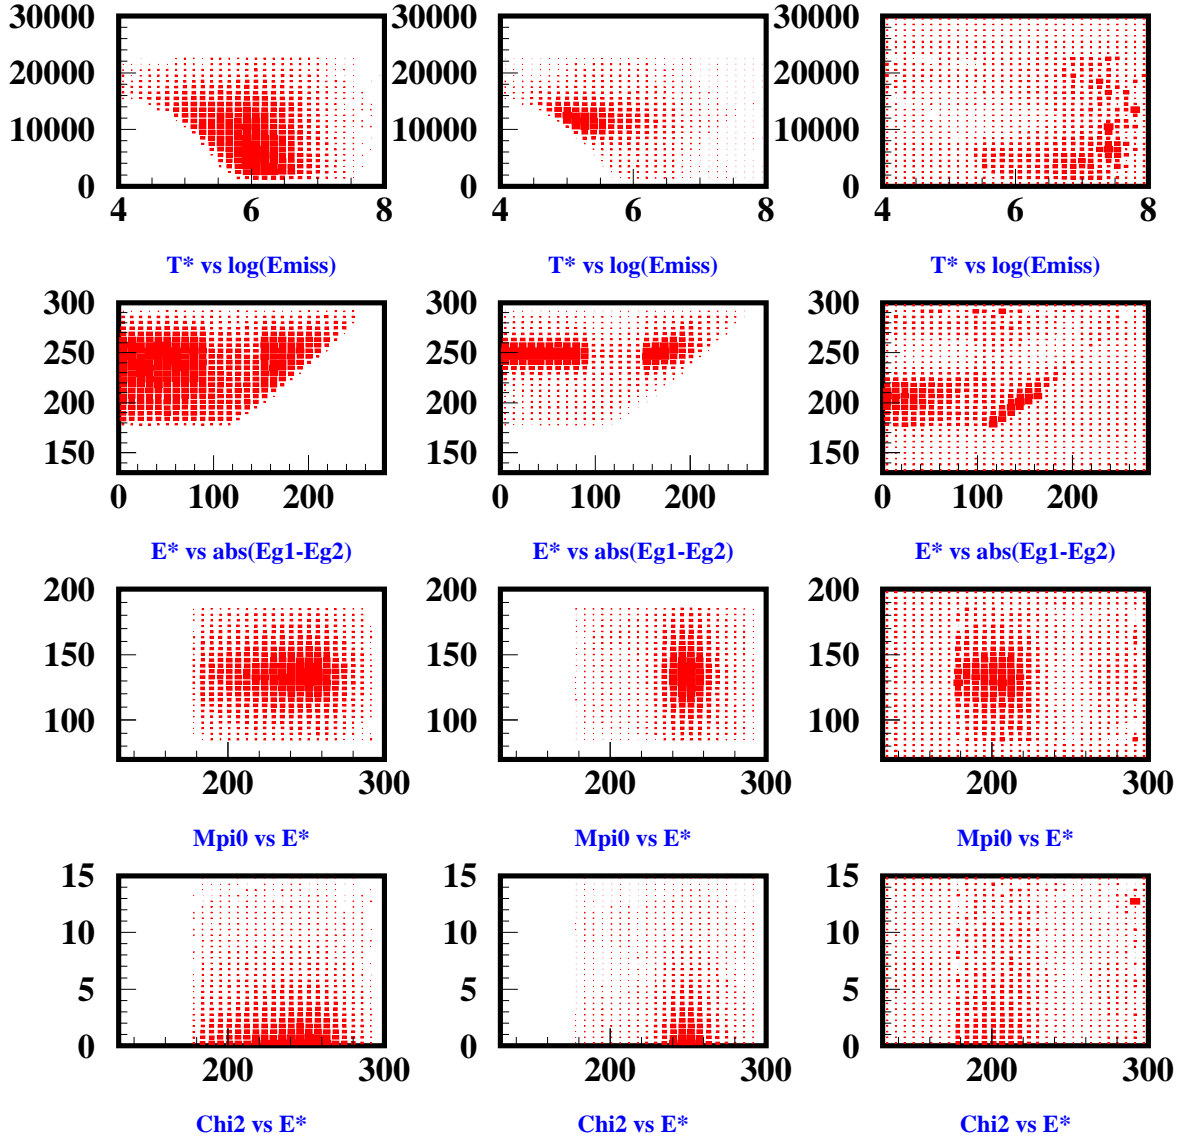 30000 30000 30000
20000 20000 20000
10000 10000 10000
0 0 0
4 6 8 4 6 8 4 6 8
T* vs log(Emiss) T* vs log(Emiss) T* vs log(Emiss)
300 300 300
250 250 250
200 200 200
150 150 150
0 100 200 0 100 200 0 100 200
E* vs abs(Eg1-Eg2) E* vs abs(Eg1-Eg2) E* vs abs(Eg1-Eg2)
200 200 200
150 150 150
100 100 100
200 300 200 300 200 300
Mpi0 vs E* Mpi0 vs E* Mpi0 vs E*
15 15 15
10 10 10
5 5 5
0 0 0
200 300 200 300 200 300
Chi2 vs E* Chi2 vs E* Chi2 vs E*